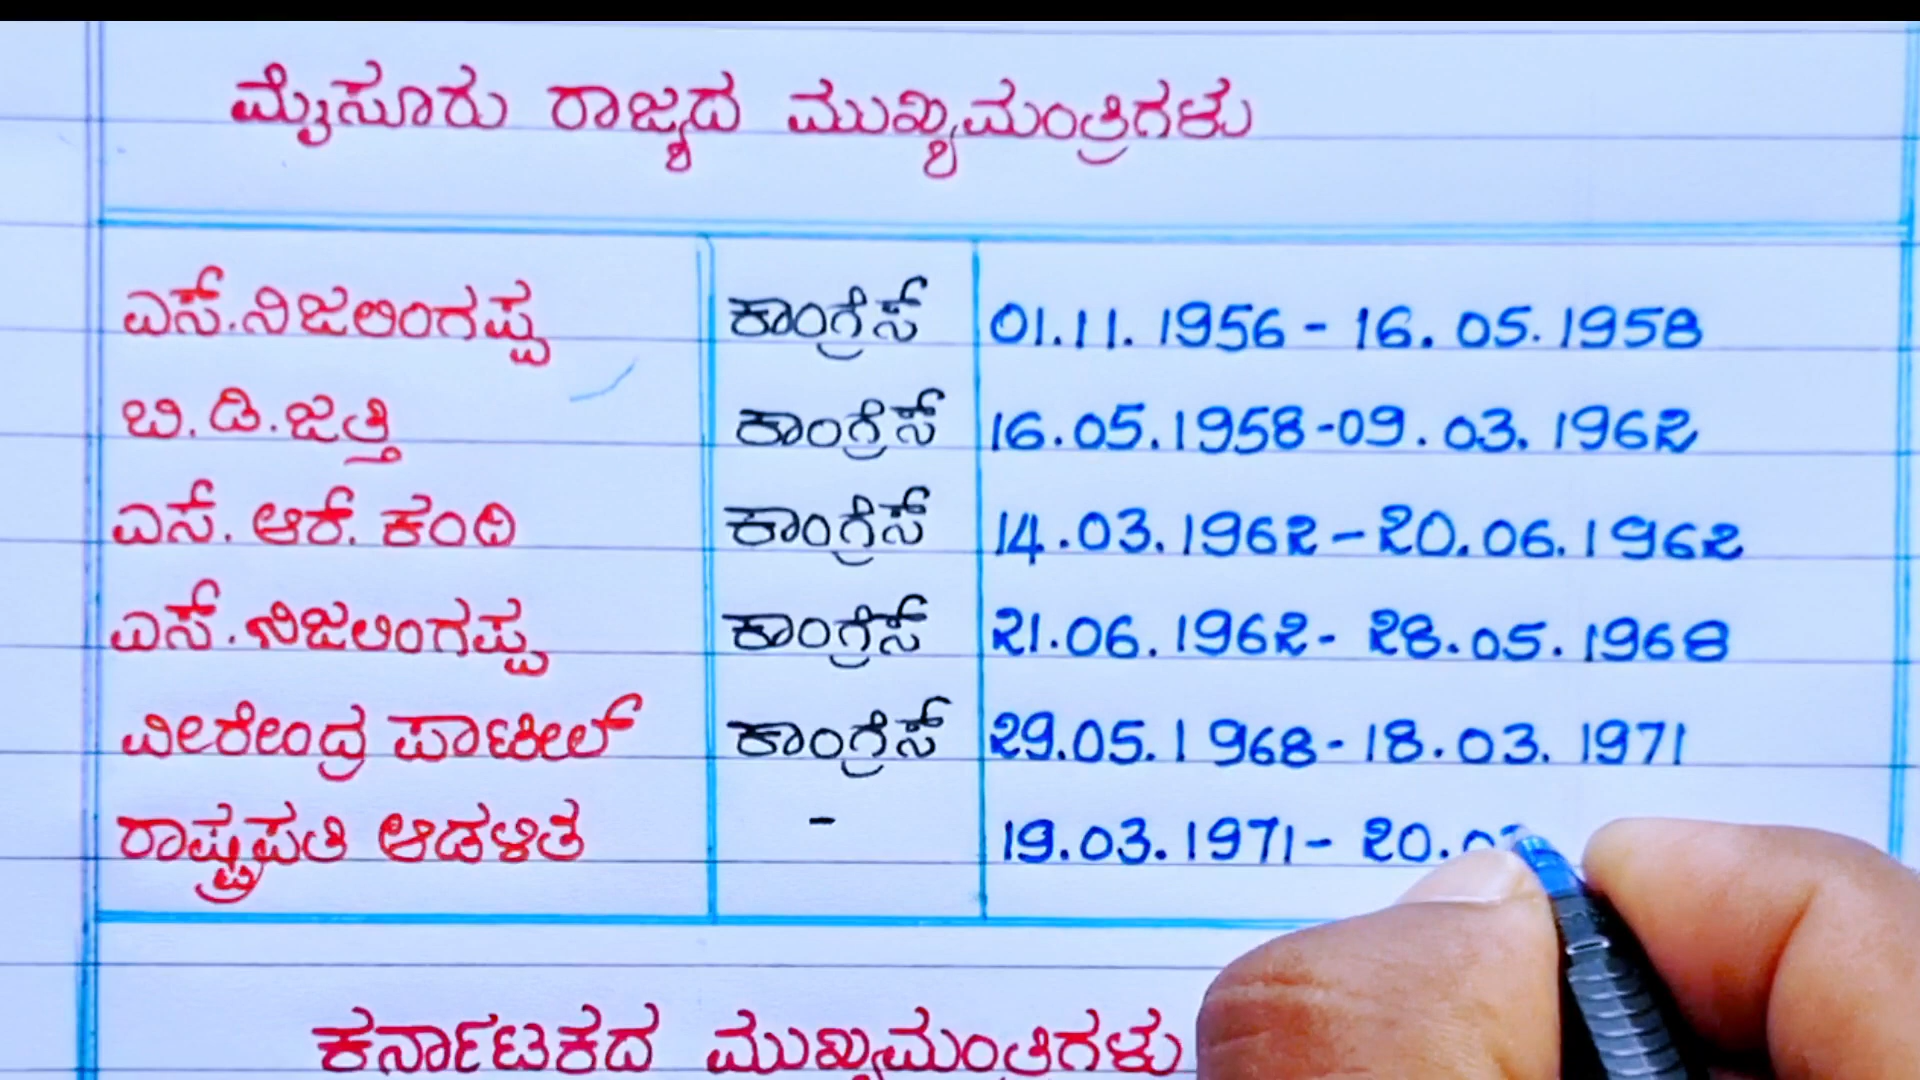 ಮೈಸೂರು ರಾಜ್ಯದ ಮುಖ್ಯಮಂತ್ರಿಗಳು
ಎಸ್.ನಿಜಲಿಂಗಪ್ಪ ಕಾಂಗ್ರೆಸ್ 01.11.1956 - 16.05.1958
ಬಿ.ಡಿ.ಜತ್ತಿ ಕಾಂಗ್ರೆಸ್ 16.05.1958-09.03.1962
ಎಸ್. ಆರ್. ಕಂಠಿ ಕಾಂಗ್ರೆಸ್ 14.03.1962-20.06.1962
ಎಸ್.ನಿಜಲಿಂಗಪ್ಪ ಕಾಂಗ್ರೆಸ್ 21.06.1962- 28.05.1968
ವೀರೇಂದ್ರ ಪಾಟೀಲ್ ಕಾಂಗ್ರೆಸ್ 29.05.1968-18.03.1971
ರಾಷ್ಟ್ರಪತಿ ಆಡಳಿತ - 19.03.1971- 20.0
ಕರ್ನಾಟಕದ ಮುಖ್ಯಮಂತ್ರಿಗಳು